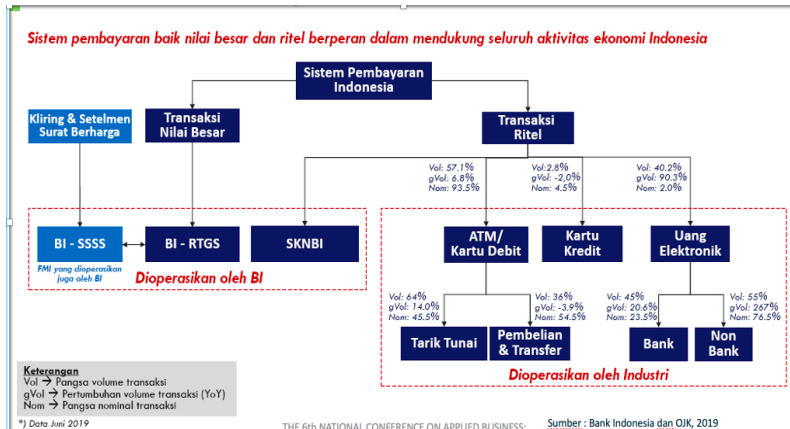 Sistem pembayaran baik nilai besar dan ritel berperan dalam mendukung seluruh aktivitas ekonomi Indonesia
Sistem Pembayaran
Indonesia
Kliring & Setelmen
Surat Berharga
Transaksi
Nilai Besar
Transaksi
Ritel
Vol: 57.1%
gVol: 6.8%
Nom: 93.5%
Vol:2.8%
gVol: -2,0%
Nom: 4.5%
Vol: 40.2%
gVol: 90.3%
Nom: 2.0%
BI - SSSS
BI - RTGS
SKNBI
FMI yang dioperasikan
juga oleh BI
Dioperasikan oleh BI
ATM/
Kartu Debit
Kartu
Kredit
Uang
Elektronik
Vol: 64%
gVol: 14.0%
Nom: 45.5%
Vol: 36%
gVol: -3.9%
Nom: 54.5%
Vol: 45%
gVol: 20.6%
Nom: 23.5%
Vol: 55%
gVol: 267%
Nom: 76.5%
Tarik Tunai
Pembelian
& Transfer
Bank
Non
Bank
Dioperasikan oleh Industri
Keterangan
Vol → Pangsa volume transaksi
gVol → Pertumbuhan volume transaksi (YoY)
Nom → Pangsa nominal transaksi
*) Data Juni 2019
THE 6th NATIONAL CONFERENCE ON APPLIED BUSINESS:
Sumber : Bank Indonesia dan OJK, 2019